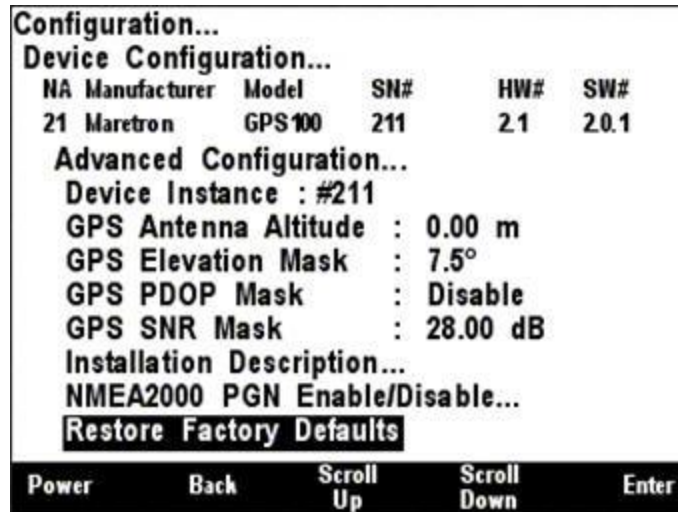 Configuration...
Device Configuration...
NA Manufacturer Model SN# HW# SW#
21 Maretron GPS100 211 2.1 2.0.1
Advanced Configuration...
Device Instance : #211
GPS Antenna Altitude : 0.00 m
GPS Elevation Mask : 7.5°
GPS PDOP Mask : Disable
GPS SNR Mask : 28.00 dB
Installation Description...
NMEA2000 PGN Enable/Disable...
Restore Factory Defaults
Power Back Scroll Up Scroll Down Enter